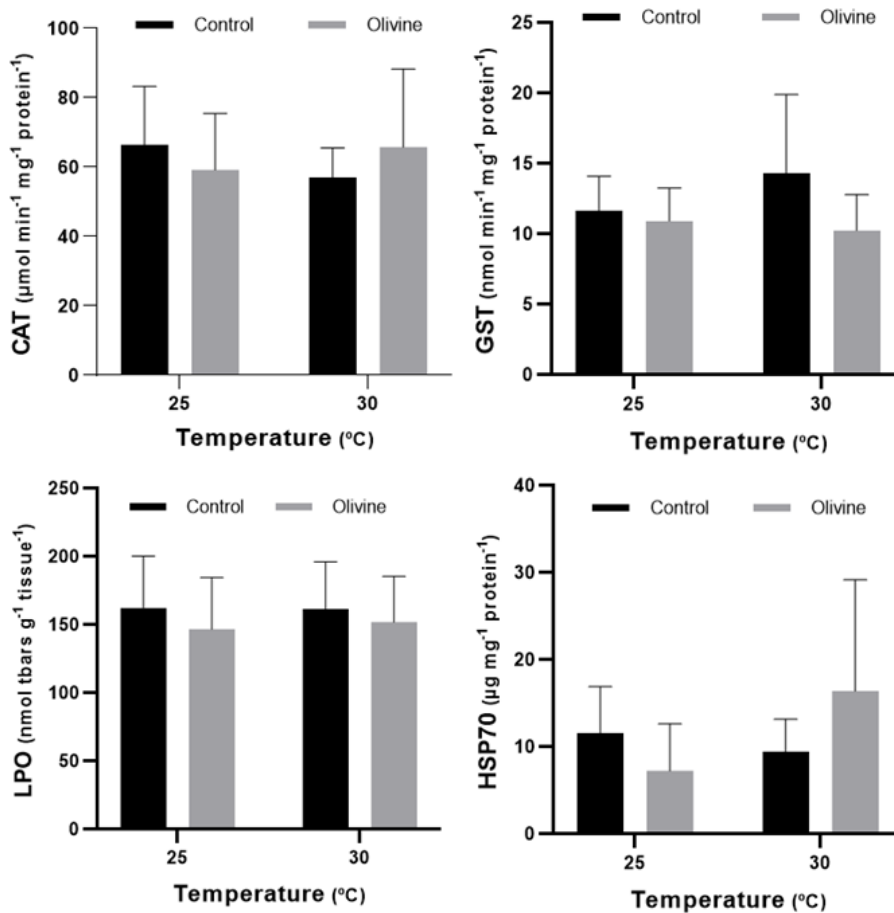 Control Olivine
CAT (µmol min⁻¹ mg⁻¹ protein⁻¹)
100
80
60
40
20
0
25 30
Temperature (ºC)
Control Olivine
GST (nmol min⁻¹ mg⁻¹ protein⁻¹)
25
20
15
10
5
0
25 30
Temperature (ºC)
Control Olivine
LPO (nmol tbars g⁻¹ tissue⁻¹)
250
200
150
100
50
0
25 30
Temperature (ºC)
Control Olivine
HSP70 (µg mg⁻¹ protein⁻¹)
40
30
20
10
0
25 30
Temperature (ºC)